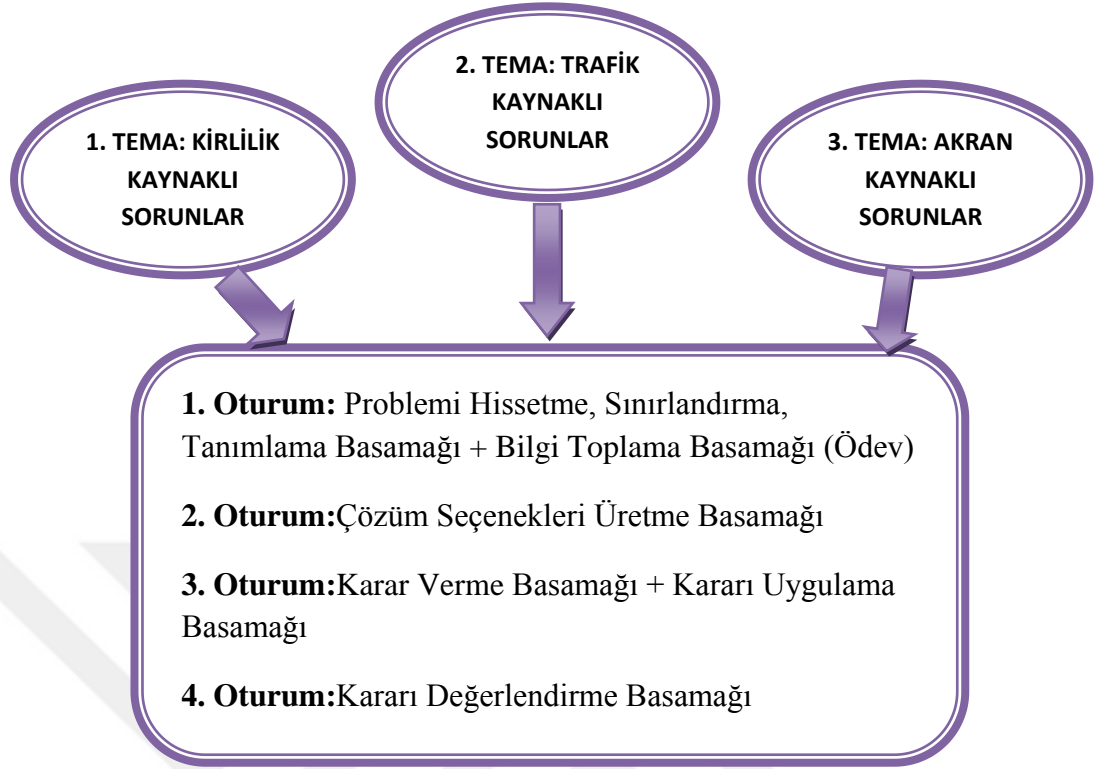 1. TEMA: KİRLİLİK
KAYNAKLI
SORUNLAR
2. TEMA: TRAFİK
KAYNAKLI
SORUNLAR
3. TEMA: AKRAN
KAYNAKLI
SORUNLAR
1. Oturum: Problemi Hissetme, Sınırlandırma,
Tanımlama Basamağı + Bilgi Toplama Basamağı (Ödev)
2. Oturum:Çözüm Seçenekleri Üretme Basamağı
3. Oturum:Karar Verme Basamağı + Kararı Uygulama
Basamağı
4. Oturum:Kararı Değerlendirme Basamağı